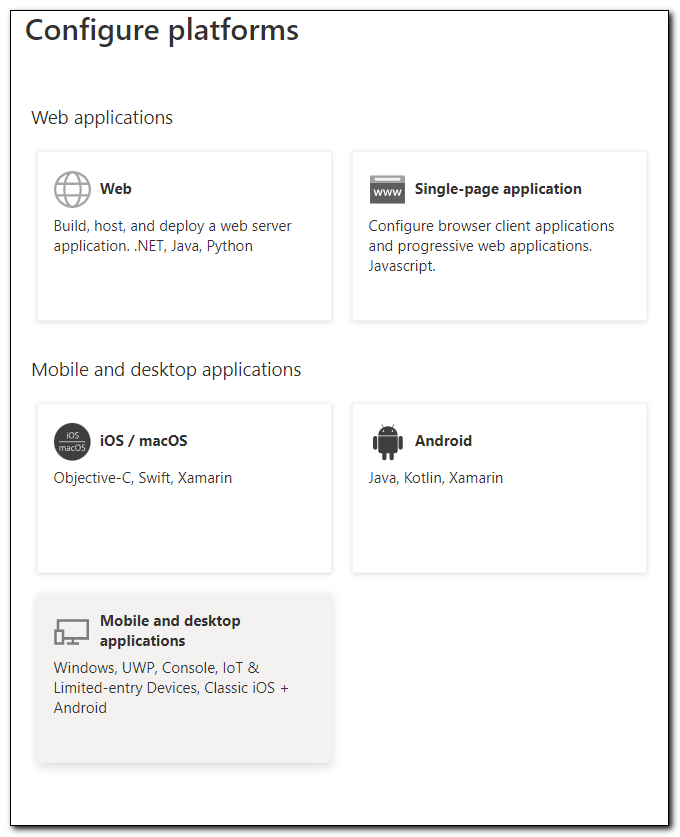 Configure platforms
Web applications
Web
Build, host, and deploy a web server
application. .NET, Java, Python
www
Single-page application
Configure browser client applications
and progressive web applications.
Javascript.
Mobile and desktop applications
iOS
macOS
iOS / macOS
Objective-C, Swift, Xamarin
Android
Java, Kotlin, Xamarin
Mobile and desktop
applications
Windows, UWP, Console, IoT &
Limited-entry Devices, Classic iOS +
Android